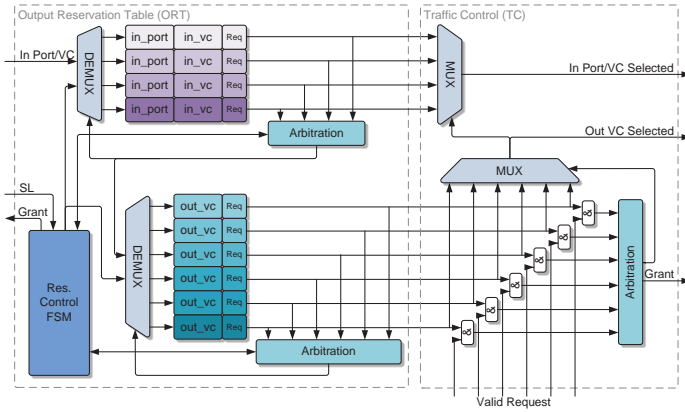 Output Reservation Table (ORT)
Traffic Control (TC)
In Port/VC
DEMUX
in_port in_vc Req
in_port in_vc Req
in_port in_vc Req
in_port in_vc Req
Arbitration
MUX
In Port/VC Selected
Out VC Selected
MUX
SL
Grant
Res.
Control
FSM
DEMUX
out_vc Req
out_vc Req
out_vc Req
out_vc Req
out_vc Req
out_vc Req
Arbitration
&
&
&
&
&
&
Arbitration
Grant
Valid Request